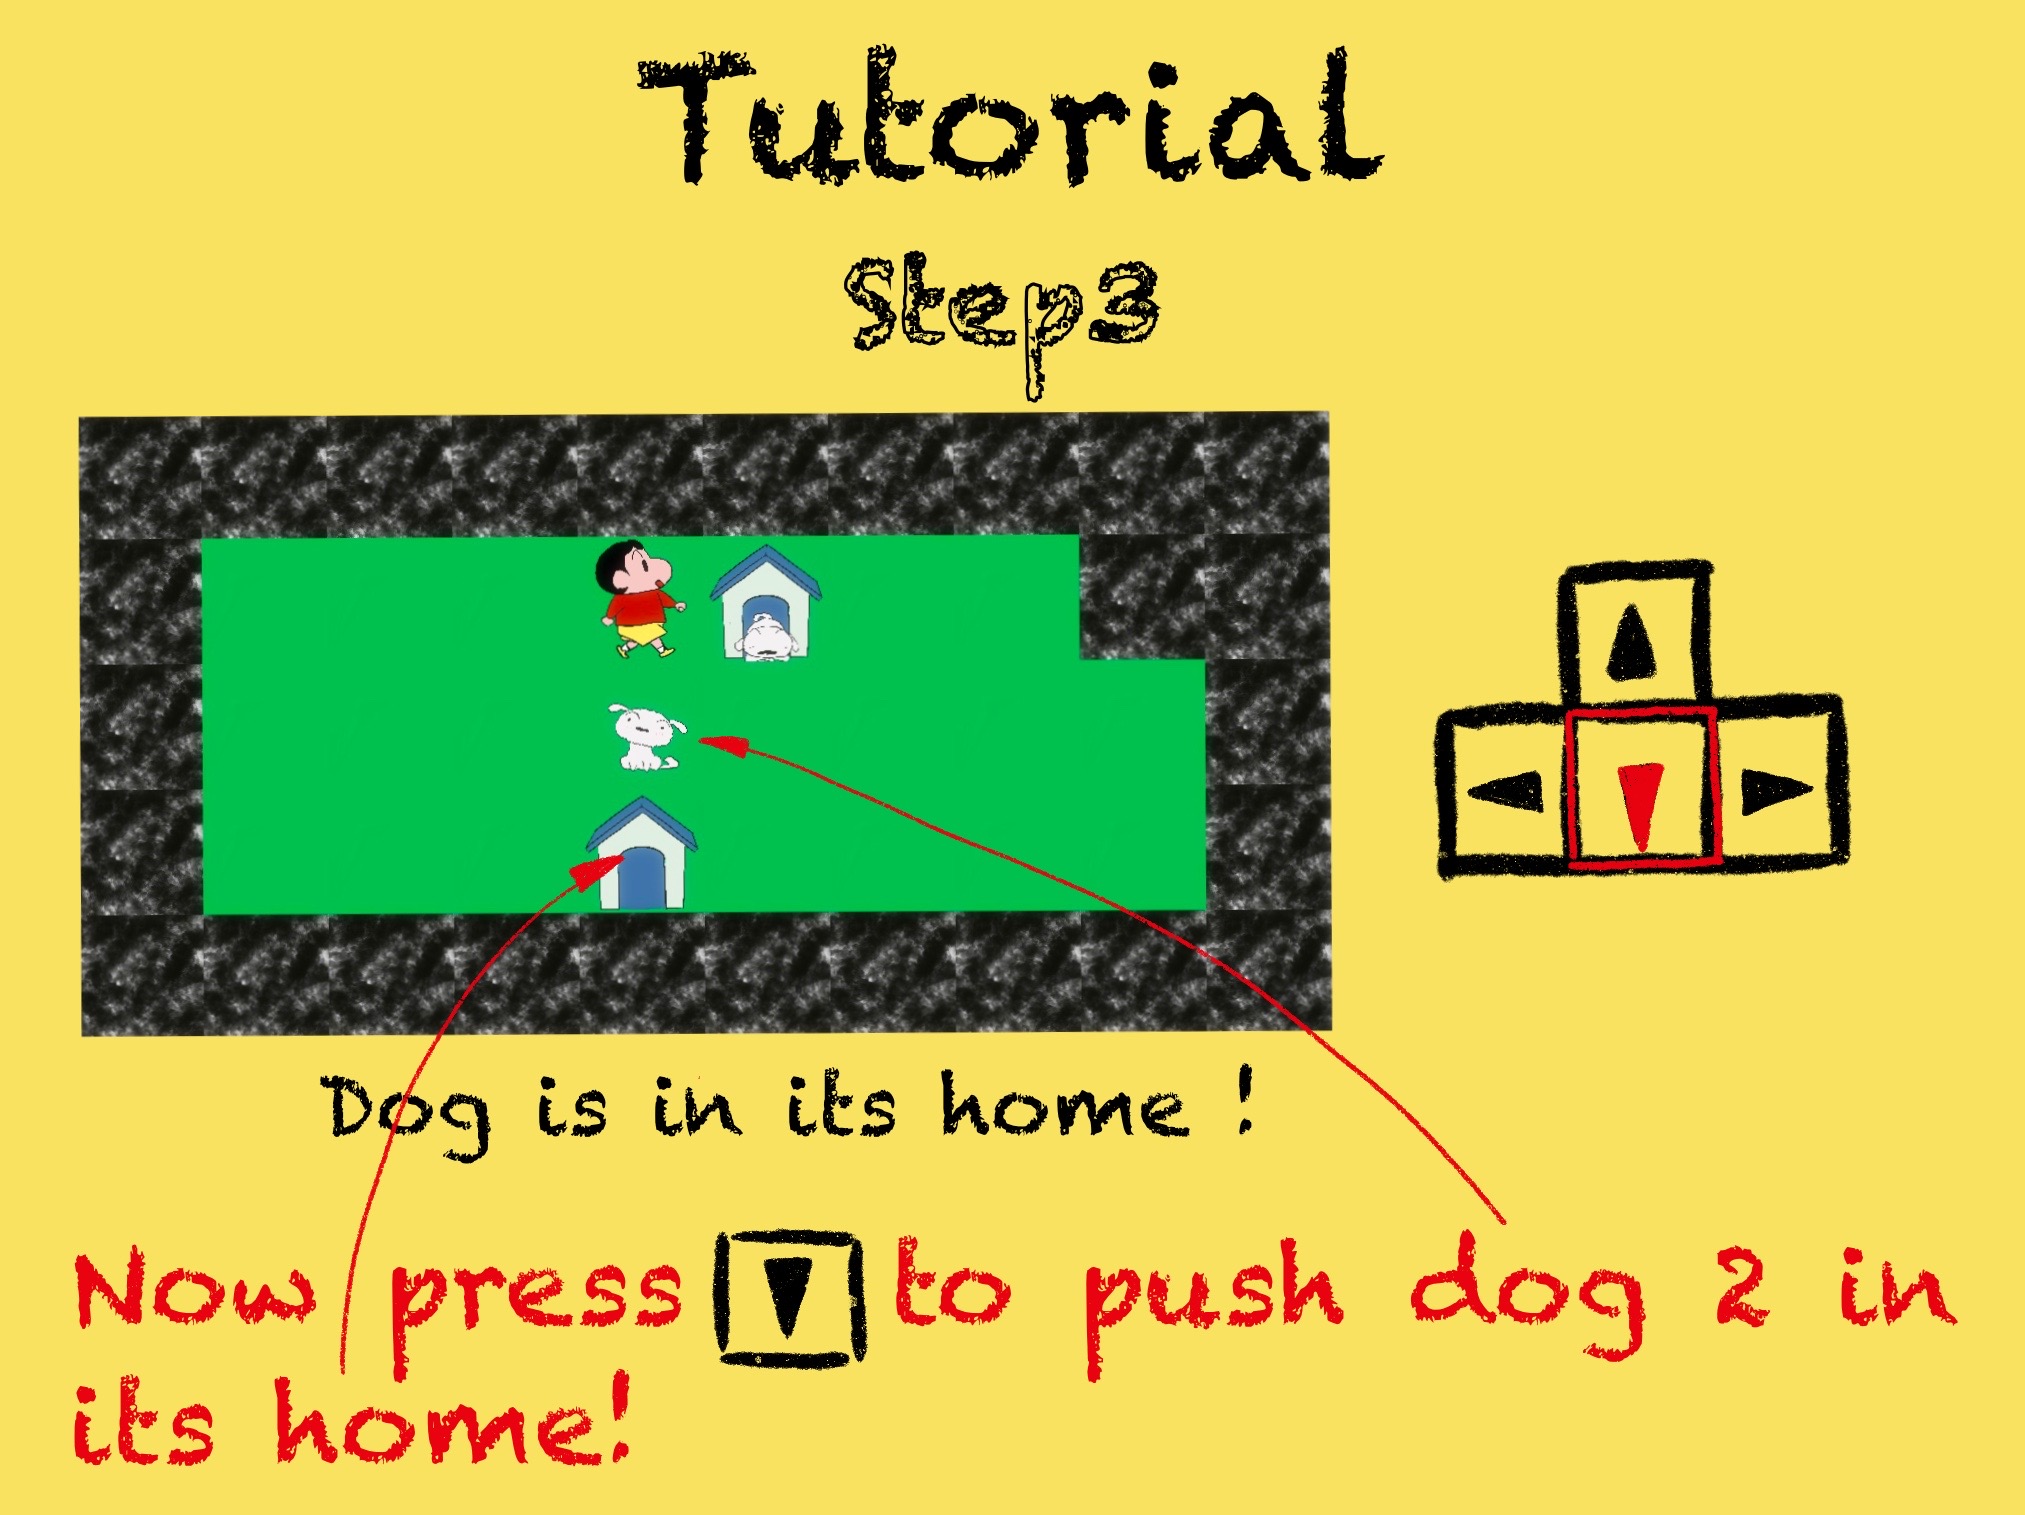 Tutorial
Step3
Dog is in its home !
Now press ▼ to push dog 2 in
its home!